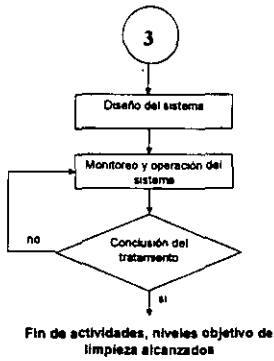 3
Diseño del sistema
Monitoreo y operación del
sistema
no
Conclusión del
tratamiento
si
Fin de actividades, niveles objetivo de
limpieza alcanzados